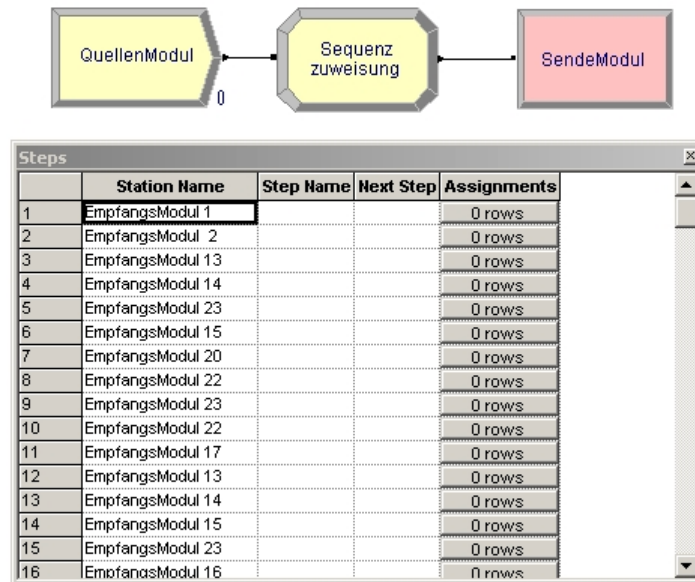 QuellenModul
0
Sequenz
zuweisung
SendeModul
Steps
Station Name Step Name Next Step Assignments
1 EmpfangsModul 1 0 rows
2 EmpfangsModul 2 0 rows
3 EmpfangsModul 13 0 rows
4 EmpfangsModul 14 0 rows
5 EmpfangsModul 23 0 rows
6 EmpfangsModul 15 0 rows
7 EmpfangsModul 20 0 rows
8 EmpfangsModul 22 0 rows
9 EmpfangsModul 23 0 rows
10 EmpfangsModul 22 0 rows
11 EmpfangsModul 17 0 rows
12 EmpfangsModul 13 0 rows
13 EmpfangsModul 14 0 rows
14 EmpfangsModul 15 0 rows
15 EmpfangsModul 23 0 rows
16 EmpfangsModul 16 0 rows